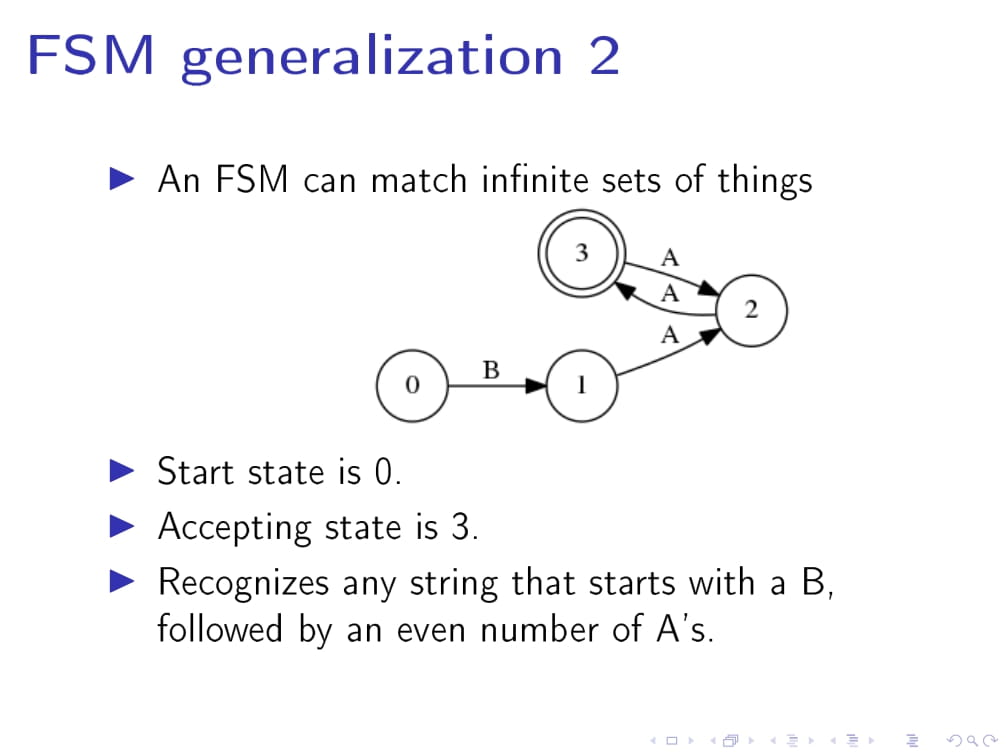 FSM generalization 2
An FSM can match infinite sets of things
3
A
A
2
A
B
0
1
Start state is 0.
Accepting state is 3.
Recognizes any string that starts with a B,
followed by an even number of A's.